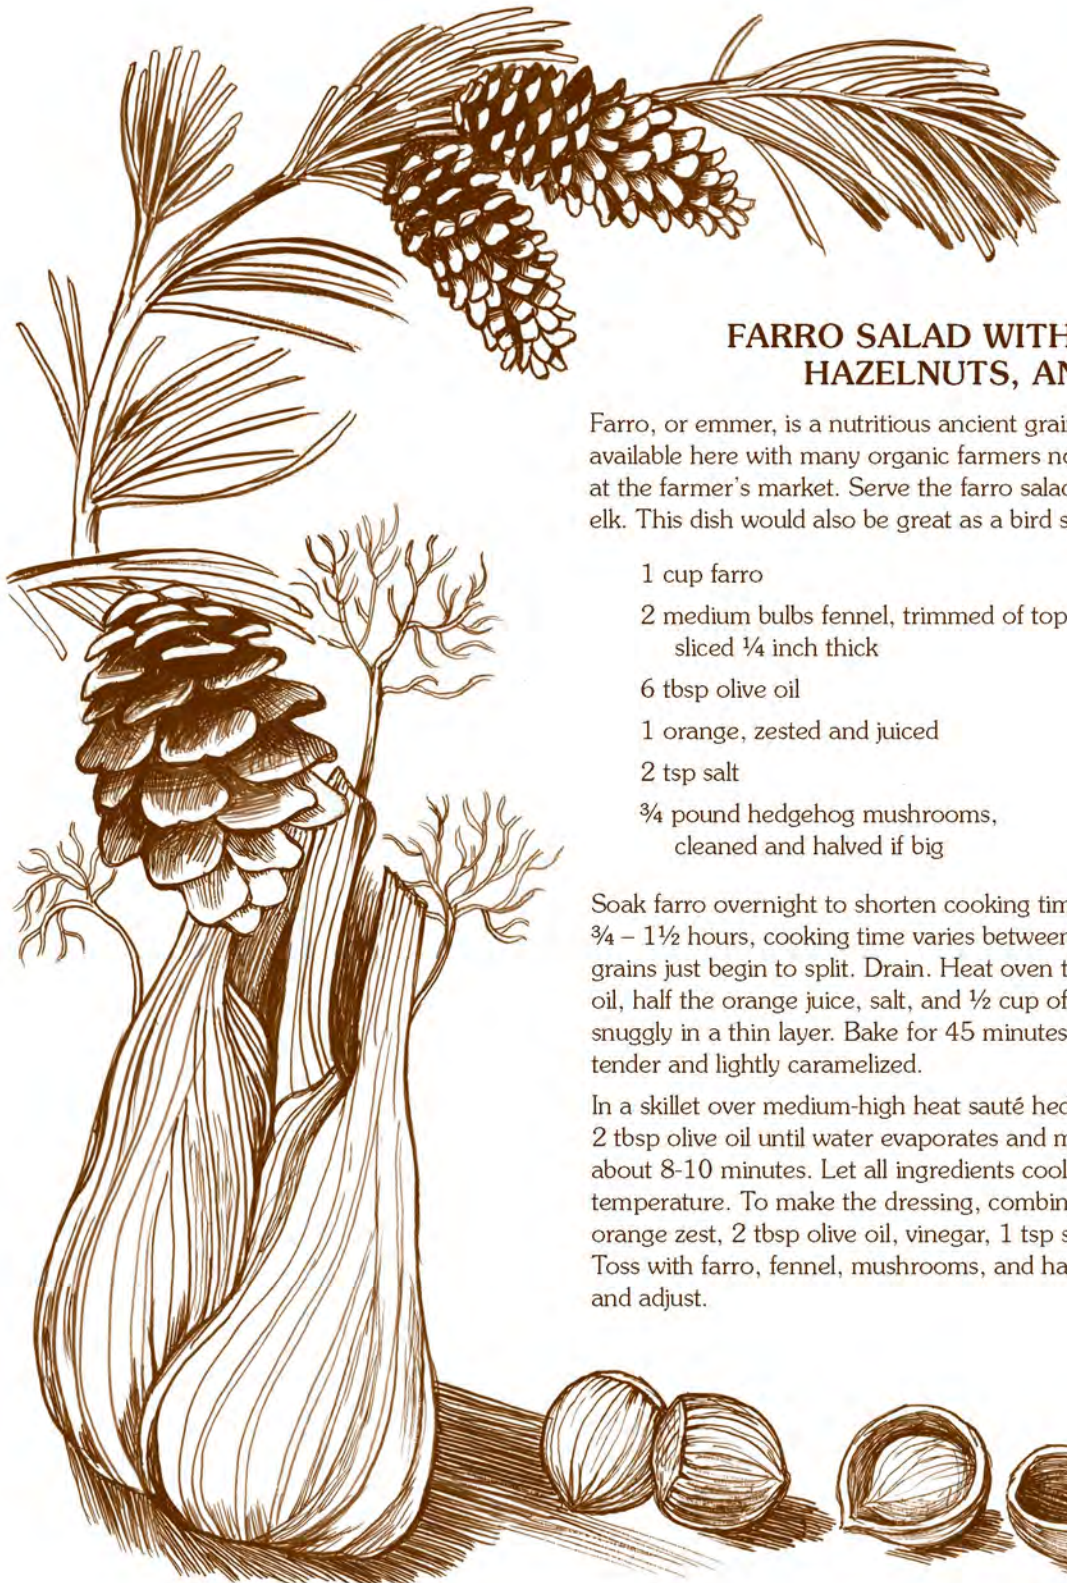 FARRO SALAD WITH
HAZELNUTS, AN
Farro, or emmer, is a nutritious ancient grai
available here with many organic farmers no
at the farmer's market. Serve the farro salad
elk. This dish would also be great as a bird s
1 cup farro
2 medium bulbs fennel, trimmed of top
sliced ¼ inch thick
6 tbsp olive oil
1 orange, zested and juiced
2 tsp salt
¾ pound hedgehog mushrooms,
cleaned and halved if big
Soak farro overnight to shorten cooking tim
¾ – 1½ hours, cooking time varies between
grains just begin to split. Drain. Heat oven t
oil, half the orange juice, salt, and ½ cup of
snuggly in a thin layer. Bake for 45 minutes
tender and lightly caramelized.
In a skillet over medium-high heat sauté hed
2 tbsp olive oil until water evaporates and m
about 8-10 minutes. Let all ingredients cool
temperature. To make the dressing, combin
orange zest, 2 tbsp olive oil, vinegar, 1 tsp s
Toss with farro, fennel, mushrooms, and ha
and adjust.